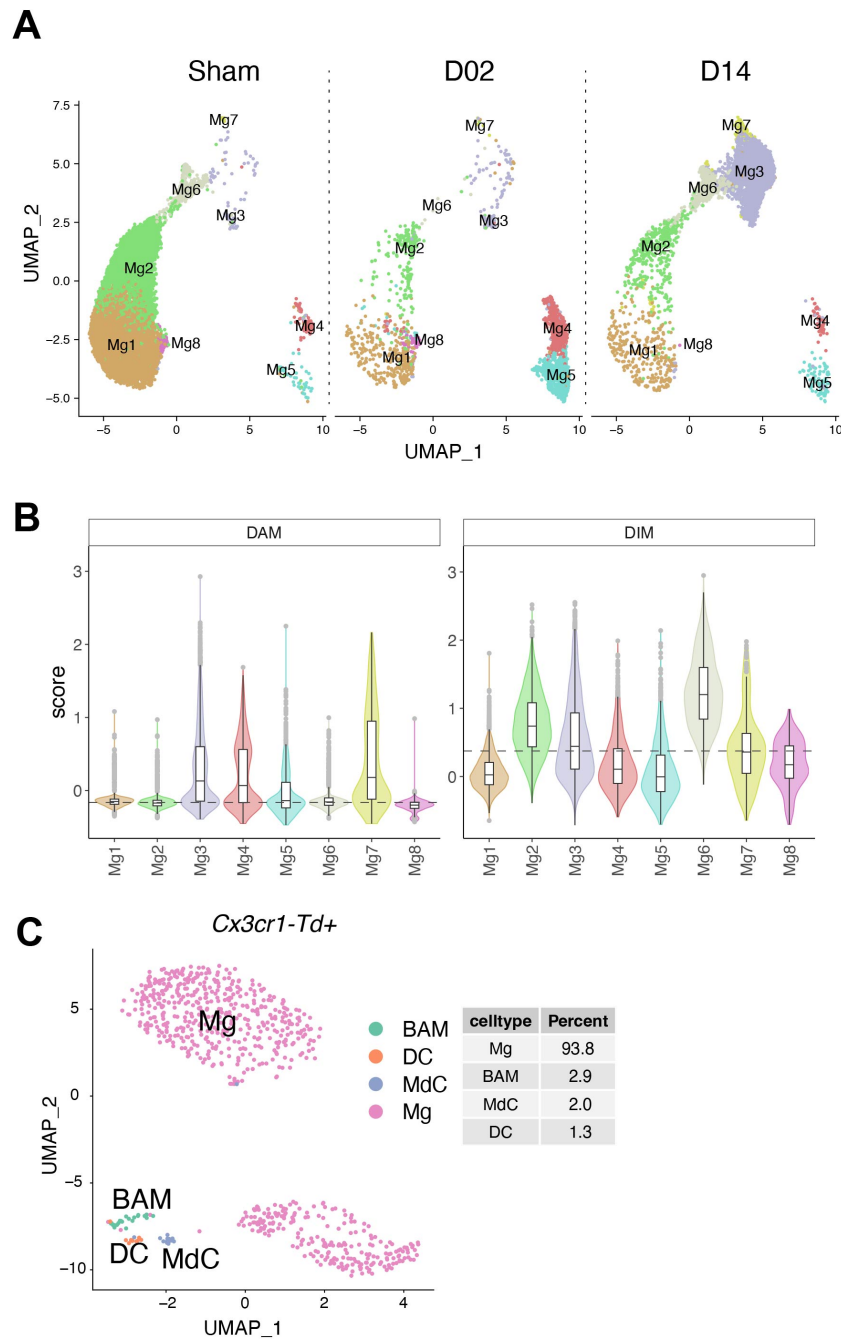 A
Sham D02 D14
7.5
5.0
2.5
0.0
−2.5
−5.0
UMAP_2
Mg7
Mg6
Mg3
Mg2
Mg1
Mg8
Mg4
Mg5
Mg7
Mg6
Mg3
Mg2
Mg8
Mg1
Mg4
Mg5
Mg7
Mg3
Mg6
Mg2
Mg8
Mg1
Mg4
Mg5
−5 0 5 10 −5 0 5 10 −5 0 5 10
UMAP_1
B
DAM DIM
score
3
2
1
0
3
2
1
0
Mg1 Mg2 Mg3 Mg4 Mg5 Mg6 Mg7 Mg8 Mg1 Mg2 Mg3 Mg4 Mg5 Mg6 Mg7 Mg8
C
Cx3cr1-Td+
5
0
−5
−10
UMAP_2
Mg
BAM
DC
MdC
−2 0 2 4
UMAP_1
BAM
DC
MdC
Mg
celltype Percent
Mg 93.8
BAM 2.9
MdC 2.0
DC 1.3